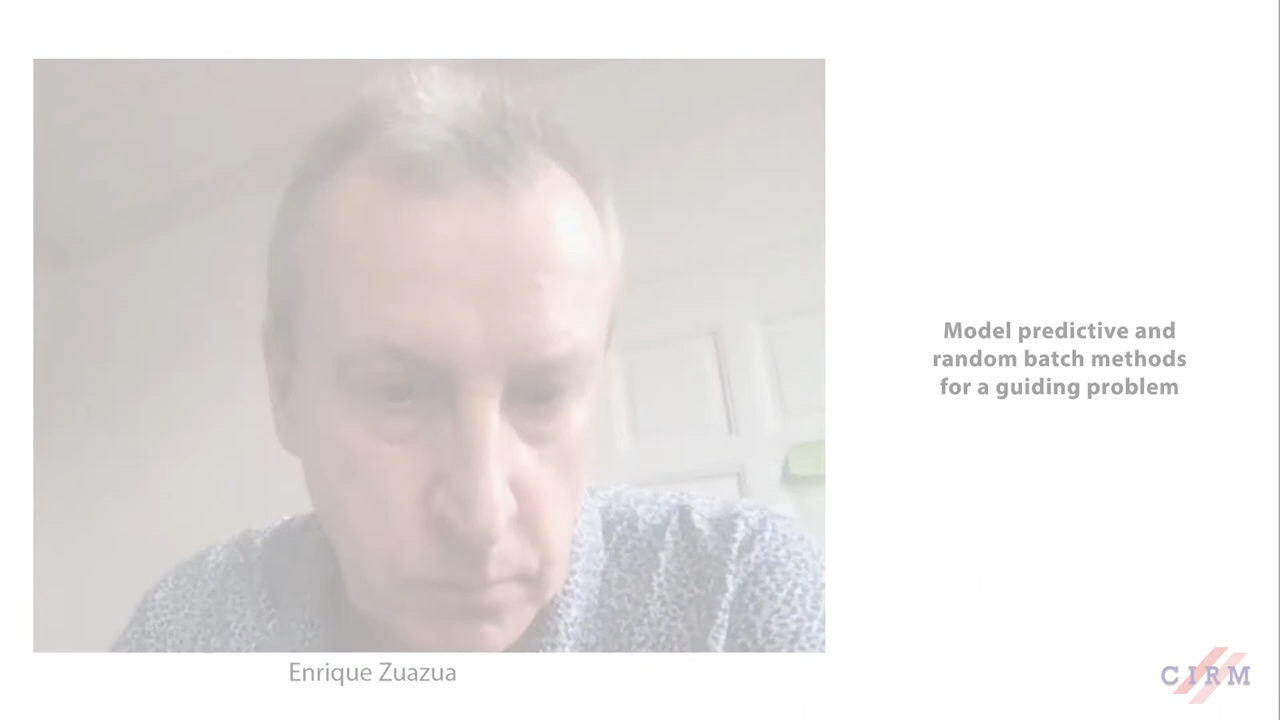 Model predictive and
random batch methods
for a guiding problem
Enrique Zuazua
CIRM